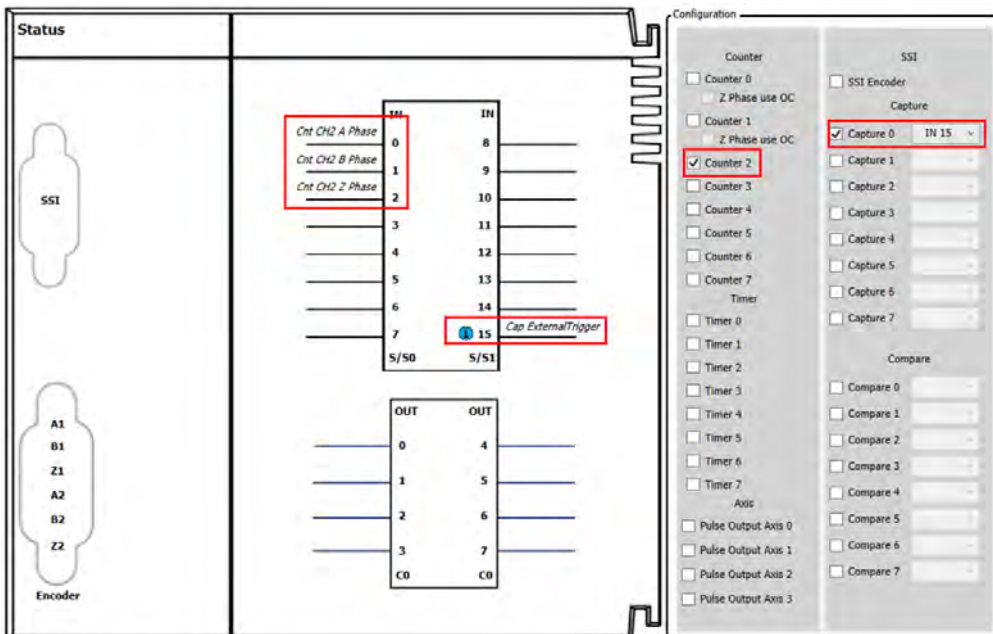 Status
SSI
A1
B1
Z1
A2
B2
Z2
Encoder
IN IN
Cnt CH2 A Phase
0 8
Cnt CH2 B Phase
1 9
Cnt CH2 Z Phase
2 10
3 11
4 12
5 13
6 14
7 1 15 Cap ExternalTrigger
S/S0 S/S1
OUT OUT
0 4
1 5
2 6
3 7
C0 C0
Configuration
Counter
Counter 0
Z Phase use OC
Counter 1
Z Phase use OC
Counter 2
Counter 3
Counter 4
Counter 5
Counter 6
Counter 7
Timer
Timer 0
Timer 1
Timer 2
Timer 3
Timer 4
Timer 5
Timer 6
Timer 7
Axis
Pulse Output Axis 0
Pulse Output Axis 1
Pulse Output Axis 2
Pulse Output Axis 3
SSI
SSI Encoder
Capture
Capture 0 IN 15
Capture 1
Capture 2
Capture 3
Capture 4
Capture 5
Capture 6
Capture 7
Compare
Compare 0
Compare 1
Compare 2
Compare 3
Compare 4
Compare 5
Compare 6
Compare 7